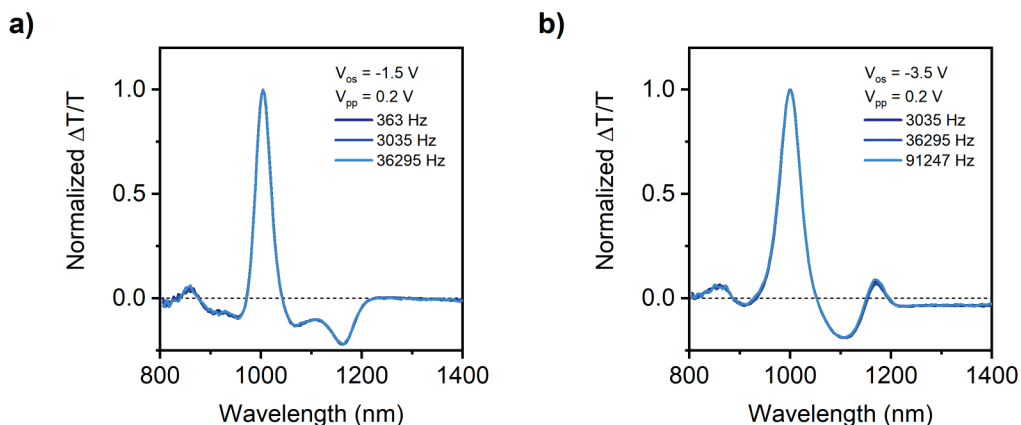 a)
V_os = -1.5 V
V_pp = 0.2 V
363 Hz
3035 Hz
36295 Hz
Normalized ΔT/T
1.0
0.5
0.0
800 1000 1200 1400
Wavelength (nm)
b)
V_os = -3.5 V
V_pp = 0.2 V
3035 Hz
36295 Hz
91247 Hz
Normalized ΔT/T
1.0
0.5
0.0
800 1000 1200 1400
Wavelength (nm)